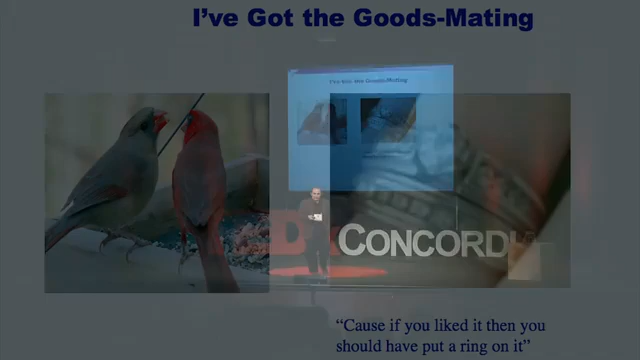 I’ve Got the Goods-Mating
I've Got the Goods-Mating
CONCORDI
“Cause if you liked it then you
should have put a ring on it”